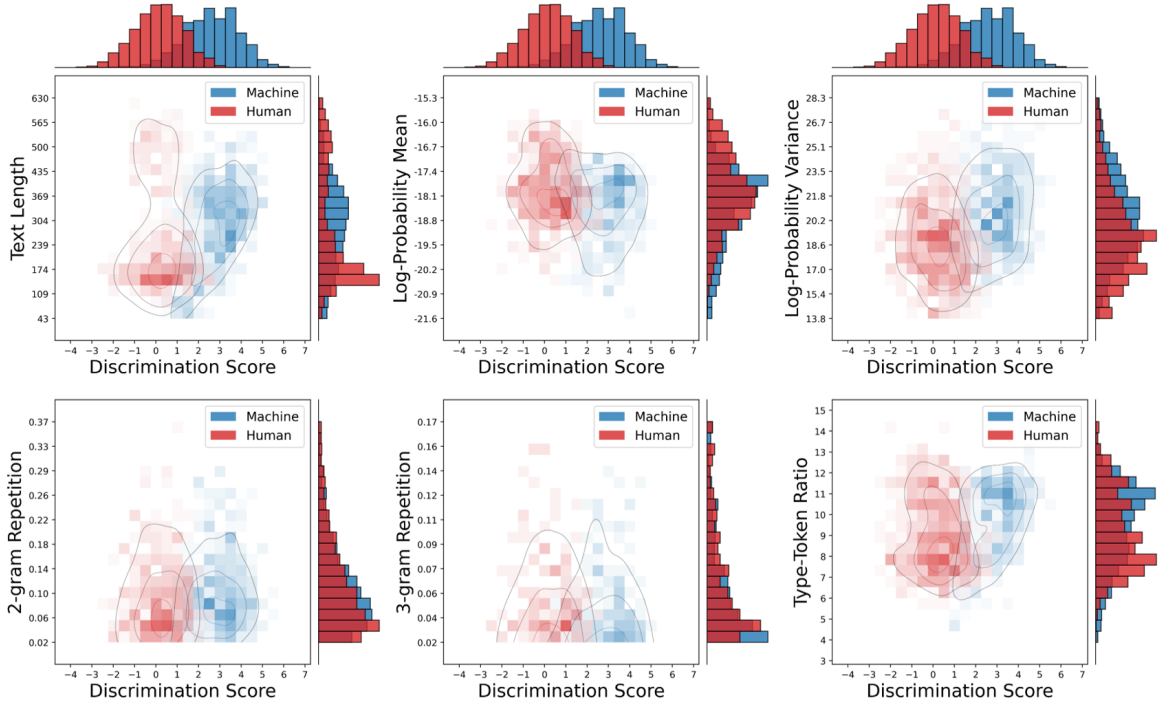 Machine
Human
630
565
500
435
369
304
239
174
109
43
Text Length
−4 −3 −2 −1 0 1 2 3 4 5 6 7
Discrimination Score
Machine
Human
-15.3
-16.0
-16.7
-17.4
-18.1
-18.8
-19.5
-20.2
-20.9
-21.6
Log-Probability Mean
−4 −3 −2 −1 0 1 2 3 4 5 6 7
Discrimination Score
Machine
Human
28.3
26.7
25.1
23.5
21.8
20.2
18.6
17.0
15.4
13.8
Log-Probability Variance
−4 −3 −2 −1 0 1 2 3 4 5 6 7
Discrimination Score
Machine
Human
0.37
0.33
0.29
0.26
0.22
0.18
0.14
0.10
0.06
0.02
2-gram Repetition
−4 −3 −2 −1 0 1 2 3 4 5 6 7
Discrimination Score
Machine
Human
0.17
0.16
0.14
0.12
0.11
0.09
0.07
0.06
0.04
0.02
3-gram Repetition
−4 −3 −2 −1 0 1 2 3 4 5 6 7
Discrimination Score
Machine
Human
15
14
13
12
11
10
9
8
7
6
5
4
3
Type-Token Ratio
−4 −3 −2 −1 0 1 2 3 4 5 6 7
Discrimination Score